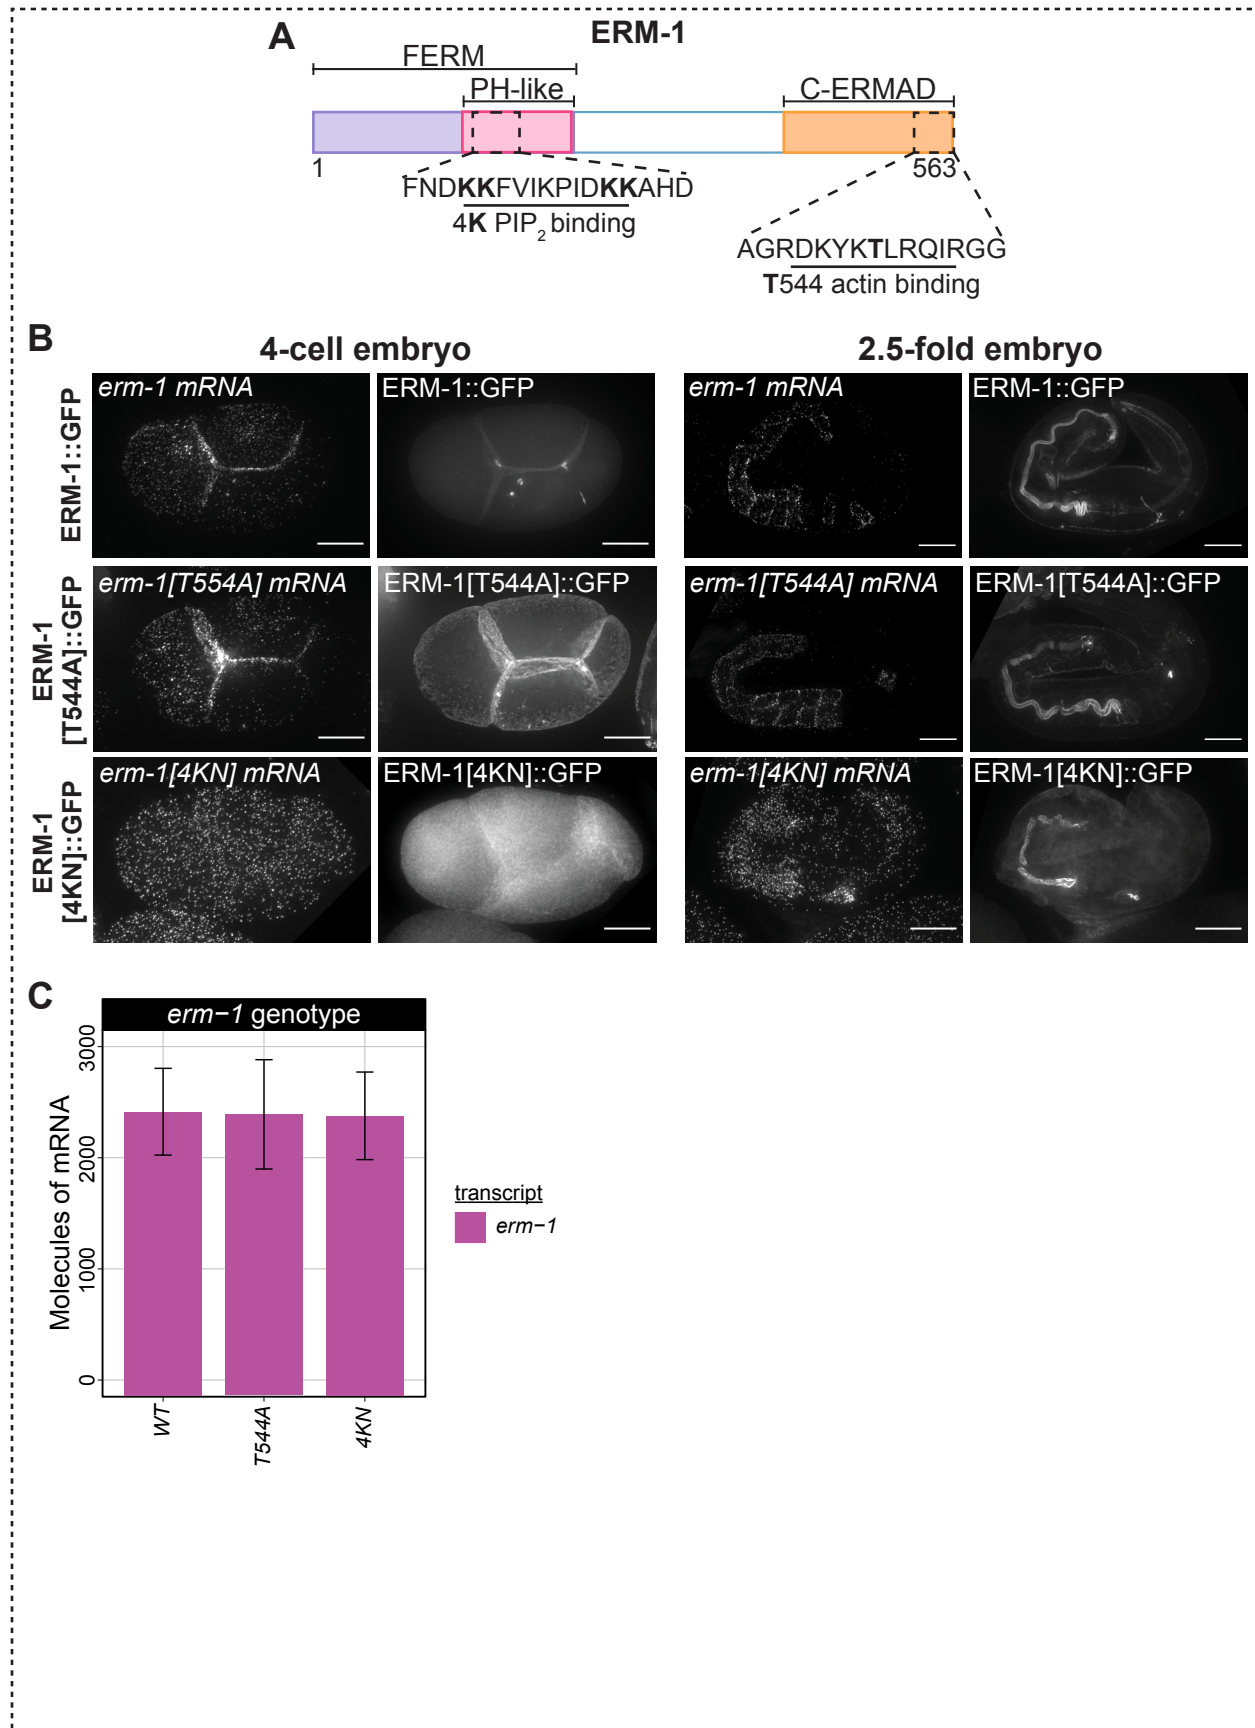 A
ERM-1
FERM
PH-like
C-ERMAD
1
563
FNDKKFVIKPIDKKAHD
4K PIP2 binding
AGRDKYKTLRQIRGG
T544 actin binding
B
4-cell embryo
2.5-fold embryo
ERM-1::GFP
erm-1 mRNA
ERM-1::GFP
erm-1 mRNA
ERM-1::GFP
ERM-1
[T544A]::GFP
erm-1[T554A] mRNA
ERM-1[T544A]::GFP
erm-1[T544A] mRNA
ERM-1[T544A]::GFP
ERM-1
[4KN]::GFP
erm-1[4KN] mRNA
ERM-1[4KN]::GFP
erm-1[4KN] mRNA
ERM-1[4KN]::GFP
C
erm−1 genotype
Molecules of mRNA
3000
2000
1000
0
WT
T544A
4KN
transcript
erm−1